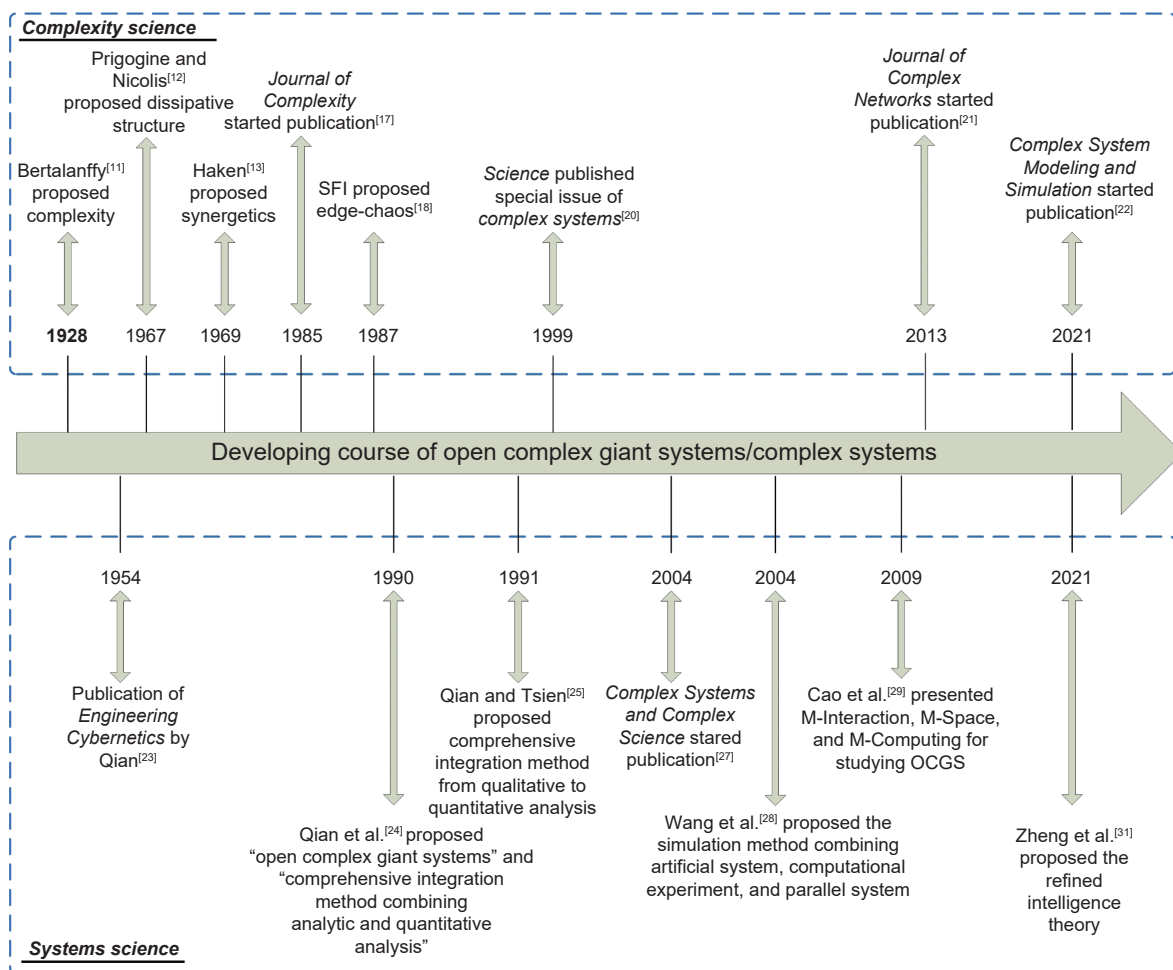 Complexity science
Prigogine and
Nicolis[12]
proposed dissipative
structure
Journal of
Complexity
started publication[17]
Journal of
Complex
Networks started
publication[21]
Complex System
Modeling and
Simulation started
publication[22]
Bertalanffy[11]
proposed
complexity
Haken[13]
proposed
synergetics
SFI proposed
edge-chaos[18]
Science published
special issue of
complex systems[20]
1928
1967
1969
1985
1987
1999
2013
2021
Developing course of open complex giant systems/complex systems
1954
1990
1991
2004
2004
2009
2021
Publication of
Engineering
Cybernetics by
Qian[23]
Qian and Tsien[25]
proposed
comprehensive
integration method
from qualitative to
quantitative analysis
Complex Systems
and Complex
Science stared
publication[27]
Cao et al.[29] presented
M-Interaction, M-Space,
and M-Computing for
studying OCGS
Qian et al.[24] proposed
“open complex giant systems” and
“comprehensive integration
method combining
analytic and quantitative
analysis”
Wang et al.[28] proposed the
simulation method combining
artificial system, computational
experiment, and parallel system
Zheng et al.[31]
proposed the
refined
intelligence
theory
Systems science